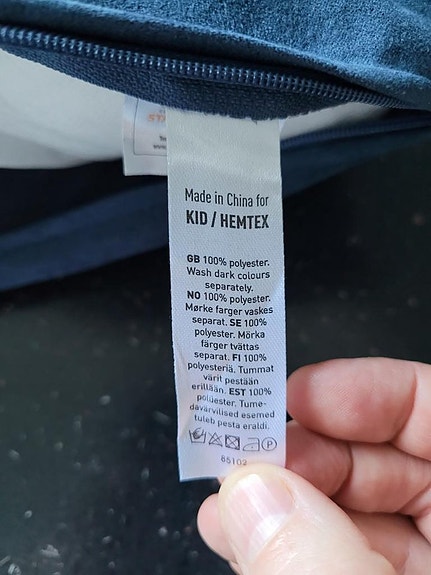 Made in China for
KID / HEMTEX
GB 100% polyester.
Wash dark colours
separately.
NO 100% polyester.
Mørke farger vaskes
separat. SE 100%
polyester. Mörka
färger tvättas
separat. FI 100%
polyesteriä. Tummat
värit pestään
erillään. EST 100%
polüester. Tume-
davärvilised esemed
tuleb pesta eraldi.
P
65102